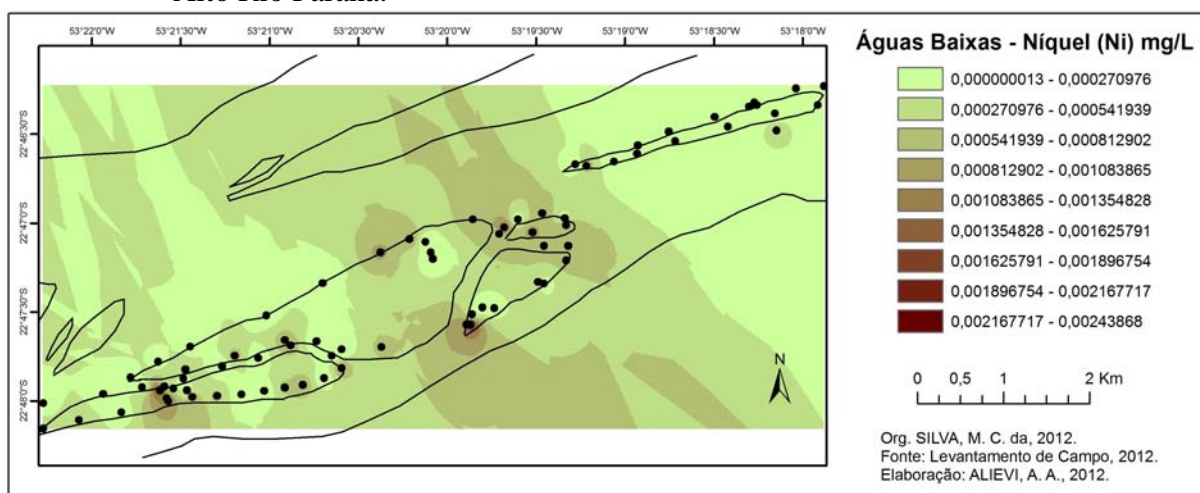 Alto Rio Paraná.
53°22'0"W 53°21'30"W 53°21'0"W 53°20'30"W 53°20'0"W 53°19'30"W 53°19'0"W 53°18'30"W 53°18'0"W
22°46'30"S
22°47'0"S
22°47'30"S
22°48'0"S
Águas Baixas - Níquel (Ni) mg/L
0,000000013 - 0,000270976
0,000270976 - 0,000541939
0,000541939 - 0,000812902
0,000812902 - 0,001083865
0,001083865 - 0,001354828
0,001354828 - 0,001625791
0,001625791 - 0,001896754
0,001896754 - 0,002167717
0,002167717 - 0,00243868
N
0 0,5 1 2 Km
Org. SILVA, M. C. da, 2012.
Fonte: Levantamento de Campo, 2012.
Elaboração: ALIEVI, A. A., 2012.